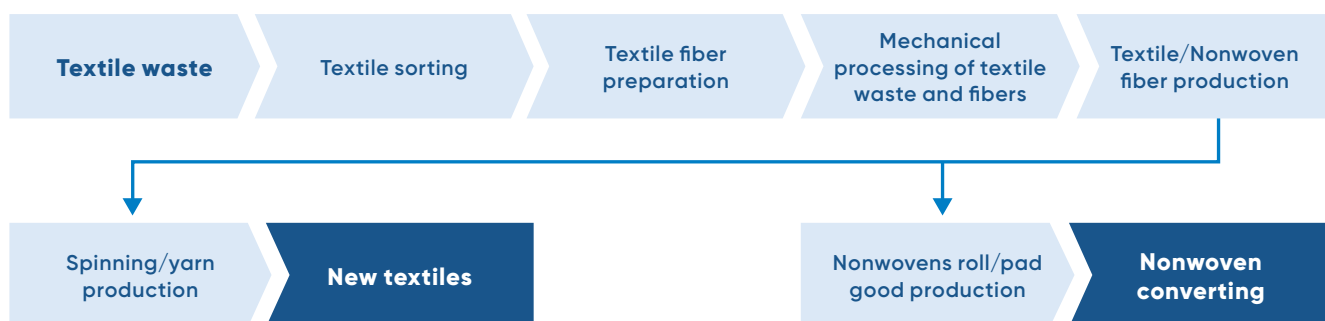 Textile waste
Textile sorting
Textile fiber
preparation
Mechanical
processing of textile
waste and fibers
Textile/Nonwoven
fiber production
Spinning/yarn
production
New textiles
Nonwovens roll/pad
good production
Nonwoven
converting